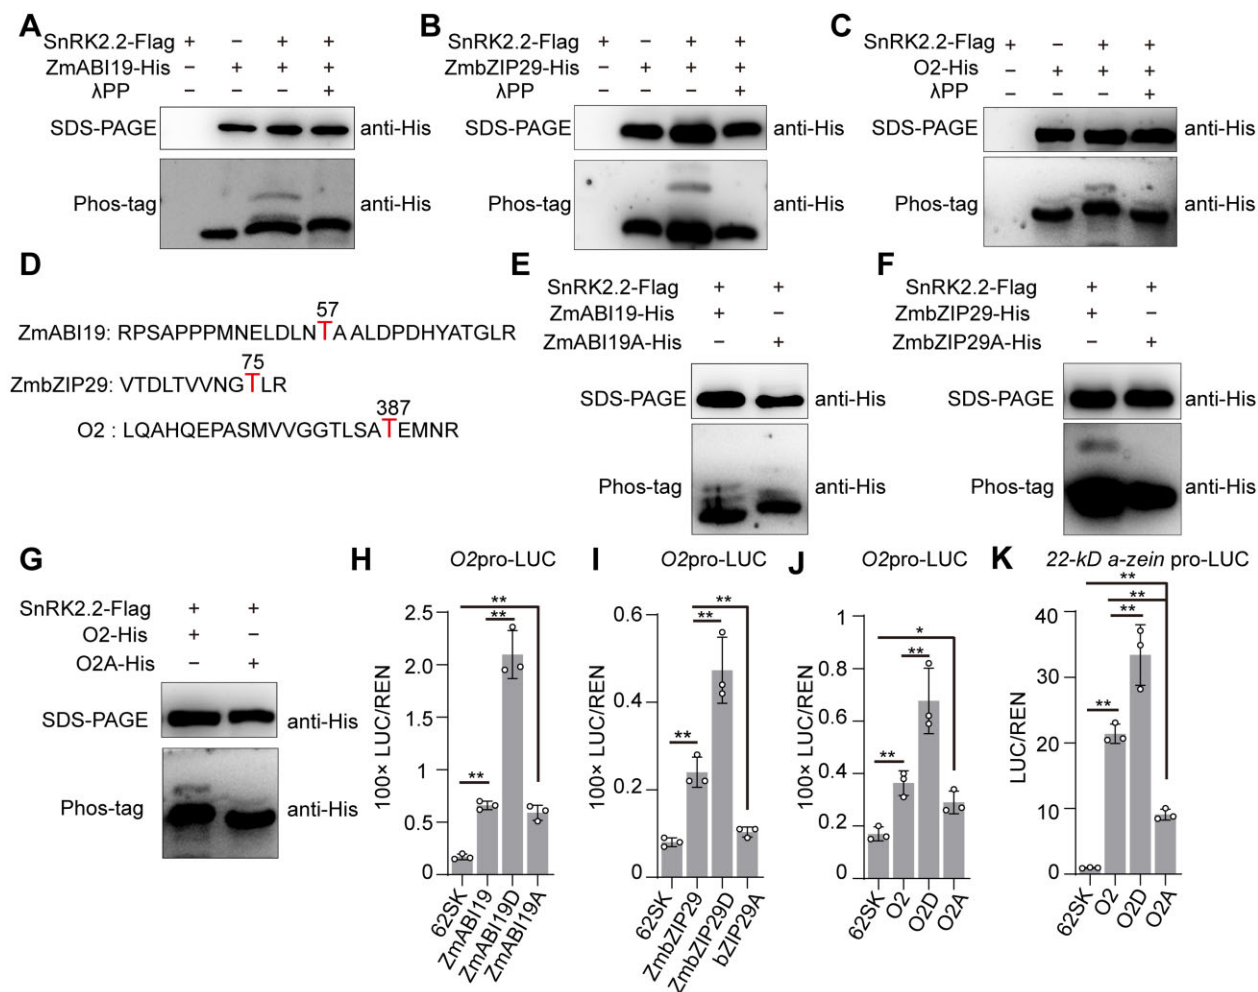 A
SnRK2.2-Flag + – + +
ZmABI19-His – + + +
λPP – – – +
SDS-PAGE anti-His
Phos-tag anti-His
B
SnRK2.2-Flag + – + +
ZmbZIP29-His – + + +
λPP – – – +
SDS-PAGE anti-His
Phos-tag anti-His
C
SnRK2.2-Flag + – + +
O2-His – + + +
λPP – – – +
SDS-PAGE anti-His
Phos-tag anti-His
D
57
ZmABI19: RPSAPPPMNELDLNTAALDPDHYATGLR
75
ZmbZIP29: VTDLTVVNGTLR
387
O2 : LQAHQEPASMVVGGTLSATEMNR
E
SnRK2.2-Flag + +
ZmABI19-His + –
ZmABI19A-His – +
SDS-PAGE anti-His
Phos-tag anti-His
F
SnRK2.2-Flag + +
ZmbZIP29-His + –
ZmbZIP29A-His – +
SDS-PAGE anti-His
Phos-tag anti-His
G
SnRK2.2-Flag + +
O2-His + –
O2A-His – +
SDS-PAGE anti-His
Phos-tag anti-His
H
O2pro-LUC
100× LUC/REN
2.5
2.0
1.5
1
0.5
0
**
**
**
62SK
ZmABI19
ZmABI19D
ZmABI19A
I
O2pro-LUC
100× LUC/REN
0.6
0.4
0.2
0
**
**
**
62SK
ZmbZIP29
ZmbZIP29D
bZIP29A
J
O2pro-LUC
100× LUC/REN
1
0.8
0.6
0.4
0.2
0
*
**
**
62SK
O2
O2D
O2A
K
22-kD a-zein pro-LUC
LUC/REN
40
30
20
10
0
**
**
**
**
62SK
O2
O2D
O2A